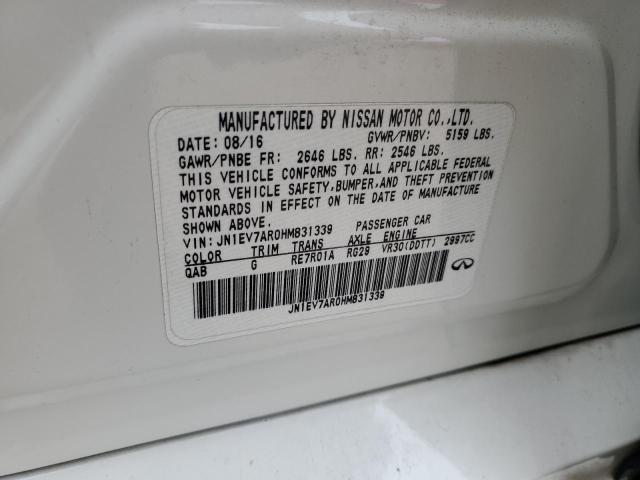 MANUFACTURED BY NISSAN MOTOR CO.,LTD.
DATE: 08/16 GVWR/PNBV: 5159 LBS.
GAWR/PNBE FR: 2646 LBS. RR: 2546 LBS.
THIS VEHICLE CONFORMS TO ALL APPLICABLE FEDERAL
MOTOR VEHICLE SAFETY,BUMPER,AND THEFT PREVENTION
STANDARDS IN EFFECT ON THE DATE OF MANUFACTURE
SHOWN ABOVE.
VIN: JN1EV7AR0HM831339 PASSENGER CAR
COLOR TRIM TRANS AXLE ENGINE
QAB G RE7R01A RG29 VR30(DDTT) 2997CC
JN1EV7AR0HM831339